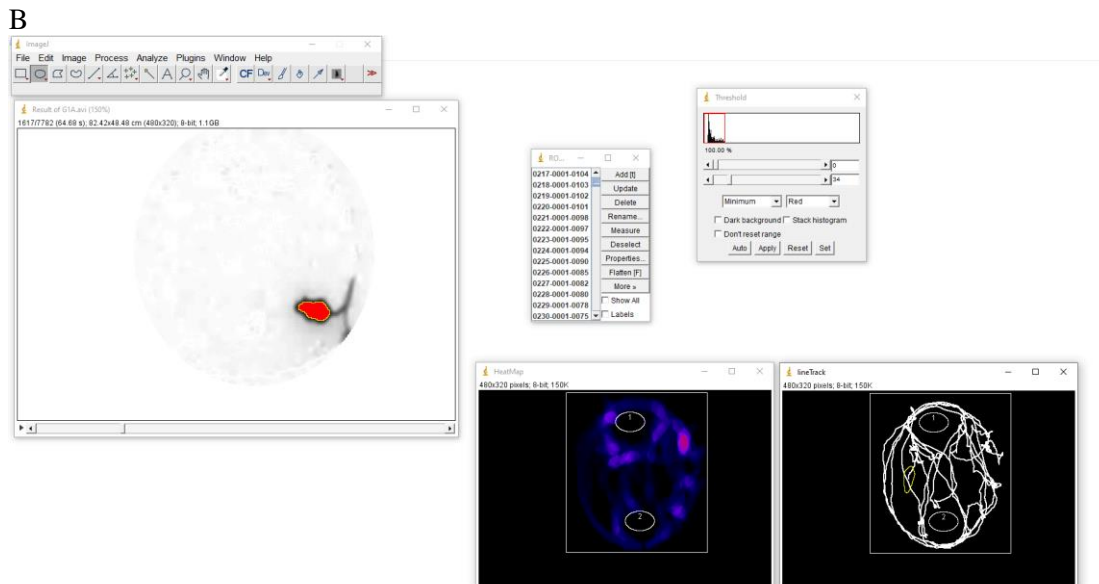 B
ImageJ
File Edit Image Process Analyze Plugins Window Help
A CF Dev
Result of G1A.avi (150%)
1617/7782 (64.68 s); 82.42x48.48 cm (480x320); 8-bit; 1.1GB
RO...
0217-0001-0104
0218-0001-0103
0219-0001-0102
0220-0001-0101
0221-0001-0098
0222-0001-0097
0223-0001-0095
0224-0001-0094
0225-0001-0090
0226-0001-0085
0227-0001-0082
0228-0001-0080
0229-0001-0078
0230-0001-0075
Add [t]
Update
Delete
Rename...
Measure
Deselect
Properties...
Flatten [F]
More »
Show All
Labels
Threshold
100.00 %
0
34
Minimum Red
Dark background Stack histogram
Don't reset range
Auto Apply Reset Set
HeatMap
480x320 pixels; 8-bit; 150K
1
2
lineTrack
480x320 pixels; 8-bit; 150K
1
2